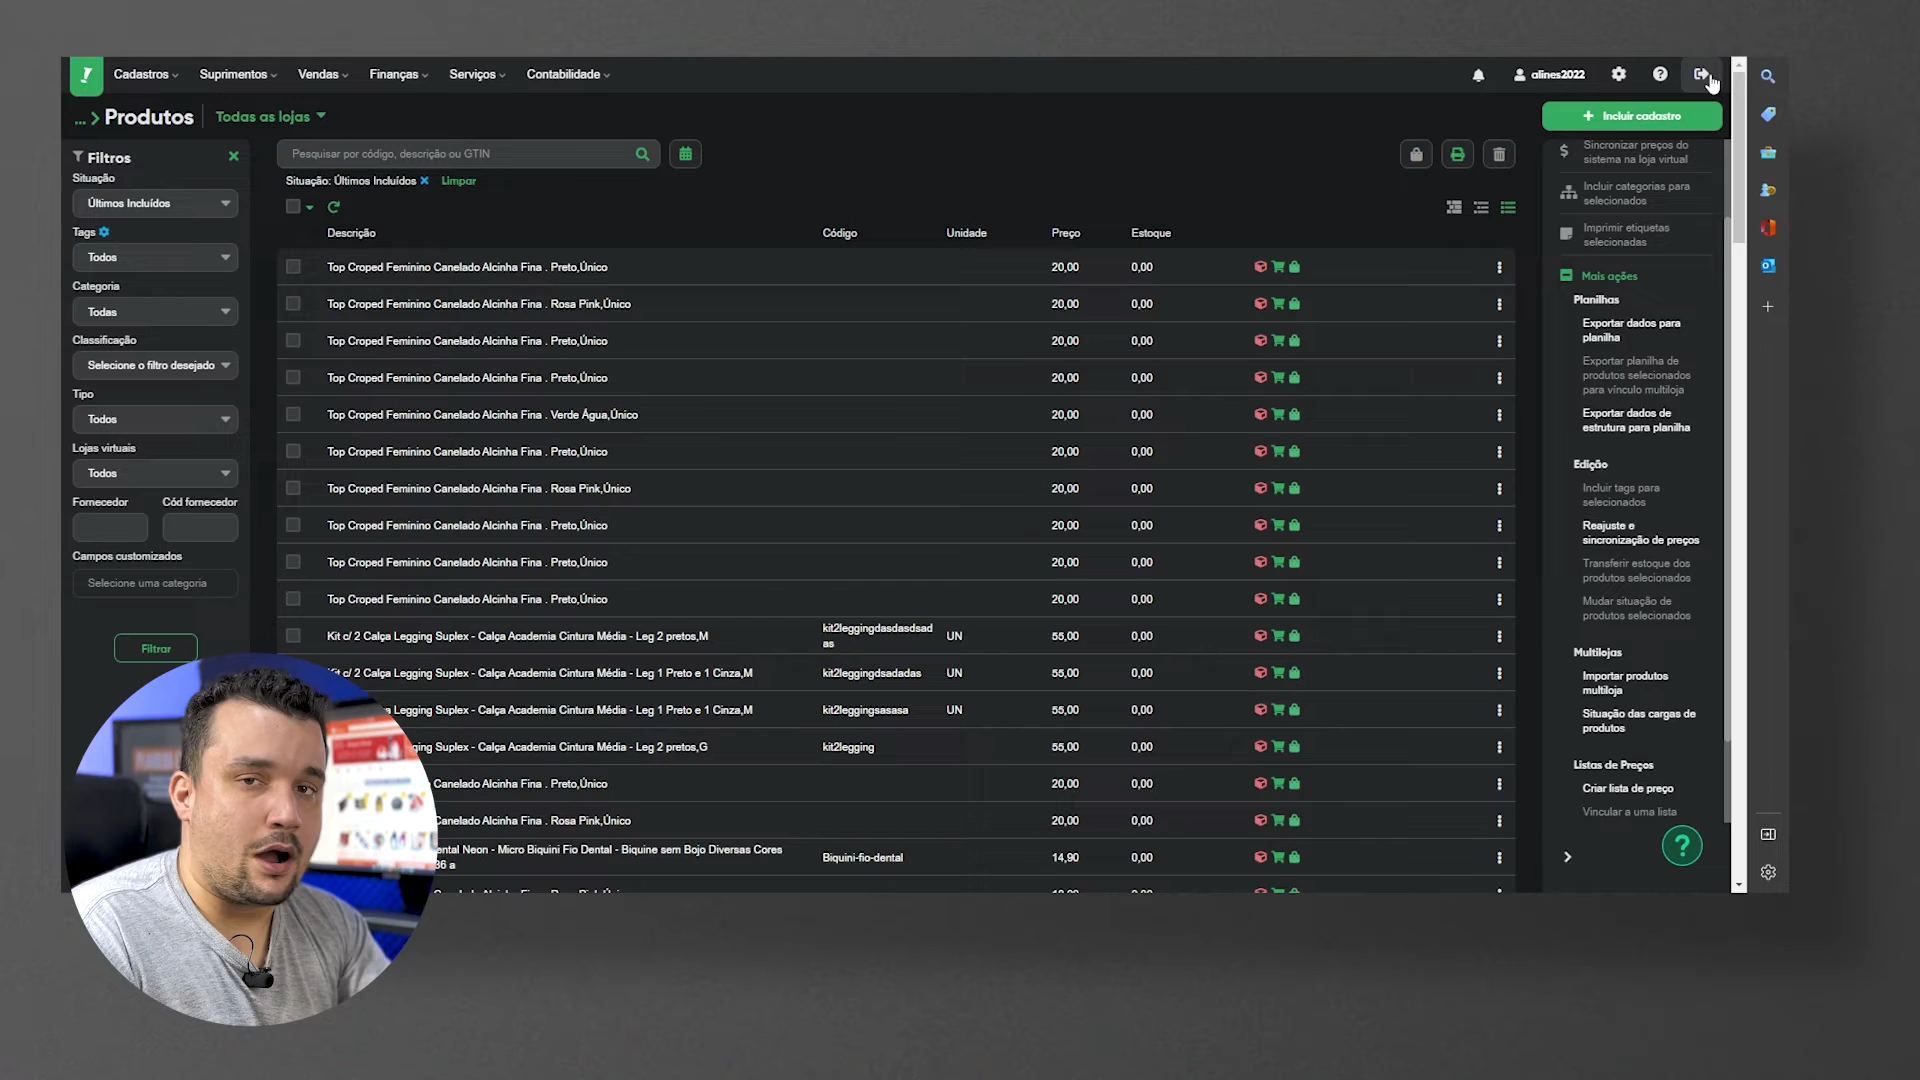 Cadastros
Suprimentos
Vendas
Finanças
Serviços
Contabilidade
alines2022
... > Produtos
Todas as lojas
+ Incluir cadastro
Filtros
Situação
Últimos Incluídos
Tags
Todos
Categoria
Todas
Classificação
Selecione o filtro desejado
Tipo
Todos
Lojas virtuais
Todos
Fornecedor
Cód fornecedor
Campos customizados
Selecione uma categoria
Filtrar
Pesquisar por código, descrição ou GTIN
Situação: Últimos Incluídos × Limpar
Descrição Código Unidade Preço Estoque
Top Croped Feminino Canelado Alcinha Fina . Preto,Único 20,00 0,00
Top Croped Feminino Canelado Alcinha Fina . Rosa Pink,Único 20,00 0,00
Top Croped Feminino Canelado Alcinha Fina . Preto,Único 20,00 0,00
Top Croped Feminino Canelado Alcinha Fina . Preto,Único 20,00 0,00
Top Croped Feminino Canelado Alcinha Fina . Verde Água,Único 20,00 0,00
Top Croped Feminino Canelado Alcinha Fina . Preto,Único 20,00 0,00
Top Croped Feminino Canelado Alcinha Fina . Rosa Pink,Único 20,00 0,00
Top Croped Feminino Canelado Alcinha Fina . Preto,Único 20,00 0,00
Top Croped Feminino Canelado Alcinha Fina . Preto,Único 20,00 0,00
Top Croped Feminino Canelado Alcinha Fina . Preto,Único 20,00 0,00
Kit c/ 2 Calça Legging Suplex - Calça Academia Cintura Média - Leg 2 pretos,M kit2leggingdasdasdsad
as UN 55,00 0,00
c/ 2 Calça Legging Suplex - Calça Academia Cintura Média - Leg 1 Preto e 1 Cinza,M kit2leggingdsadadas UN 55,00 0,00
Legging Suplex - Calça Academia Cintura Média - Leg 1 Preto e 1 Cinza,M kit2leggingsasasa UN 55,00 0,00
ging Suplex - Calça Academia Cintura Média - Leg 2 pretos,G kit2legging 55,00 0,00
Canelado Alcinha Fina . Preto,Único 20,00 0,00
Canelado Alcinha Fina . Rosa Pink,Único 20,00 0,00
ental Neon - Micro Biquini Fio Dental - Biquine sem Bojo Diversas Cores
36 a Biquini-fio-dental 14,90 0,00
Sincronizar preços do
sistema na loja virtual
Incluir categorias para
selecionados
Imprimir etiquetas
selecionadas
Mais ações
Planilhas
Exportar dados para
planilha
Exportar planilha de
produtos selecionados
para vínculo multiloja
Exportar dados de
estrutura para planilha
Edição
Incluir tags para
selecionados
Reajuste e
sincronização de preços
Transferir estoque dos
produtos selecionados
Mudar situação de
produtos selecionados
Multilojas
Importar produtos
multiloja
Situação das cargas de
produtos
Listas de Preços
Criar lista de preço
Vincular a uma lista
?